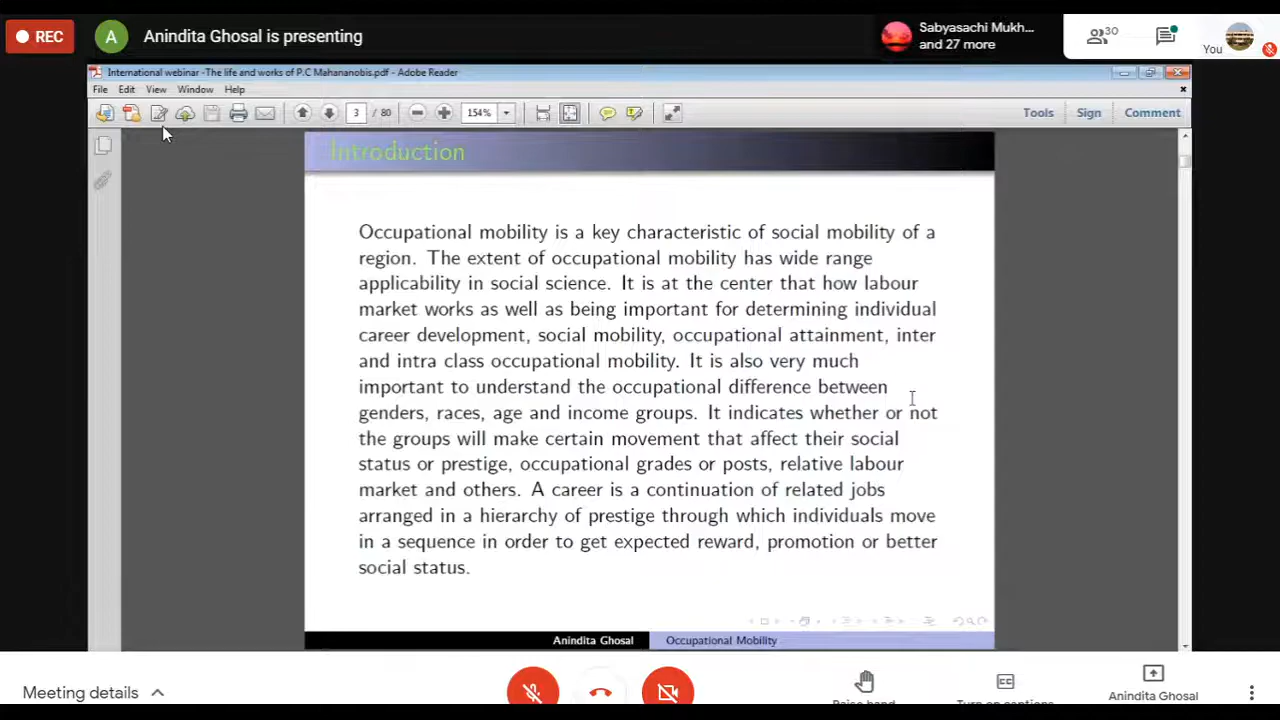 REC
A
Anindita Ghosal is presenting
Sabyasachi Mukh...
and 27 more
30
You
International webinar -The life and works of P.C Mahananobis.pdf - Adobe Reader
File Edit View Window Help
3 / 80
154%
Tools Sign Comment
Introduction
Occupational mobility is a key characteristic of social mobility of a
region. The extent of occupational mobility has wide range
applicability in social science. It is at the center that how labour
market works as well as being important for determining individual
career development, social mobility, occupational attainment, inter
and intra class occupational mobility. It is also very much
important to understand the occupational difference between
genders, races, age and income groups. It indicates whether or not
the groups will make certain movement that affect their social
status or prestige, occupational grades or posts, relative labour
market and others. A career is a continuation of related jobs
arranged in a hierarchy of prestige through which individuals move
in a sequence in order to get expected reward, promotion or better
social status.
Anindita Ghosal Occupational Mobility
Meeting details
Raise hand
CC
Turn on captions
Anindita Ghosal